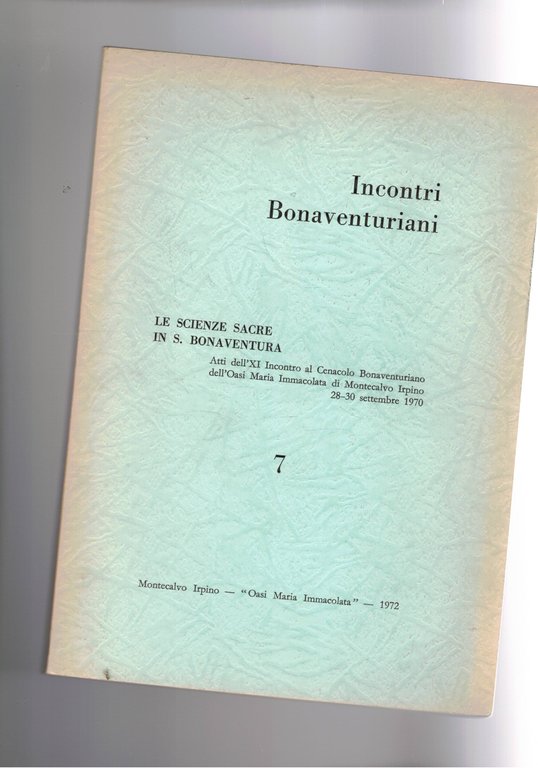 Incontri
Bonaventuriani
LE SCIENZE SACRE
IN S. BONAVENTURA
Atti dell'XI Incontro al Cenacolo Bonaventuriano
dell'Oasi Maria Immacolata di Montecalvo Irpino
28-30 settembre 1970
7
Montecalvo Irpino — "Oasi Maria Immacolata" — 1972